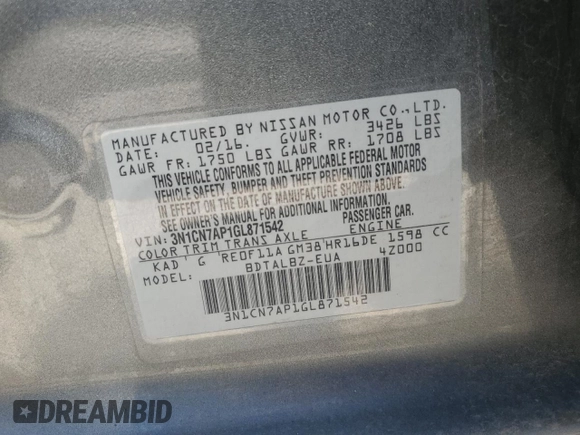 MANUFACTURED BY NISSAN MOTOR CO.,LTD.
DATE: 02/16. GVWR: 3426 LBS
GAWR FR: 1750 LBS GAWR RR: 1708 LBS
THIS VEHICLE CONFORMS TO ALL APPLICABLE FEDERAL MOTOR
VEHICLE SAFETY, BUMPER AND THEFT PREVENTION STANDARDS
IN EFFECT ON THE DATE OF MANUFACTURE SHOWN ABOVE.
SEE OWNER'S MANUAL FOR ADDITIONAL INFORMATION.
VIN: 3N1CN7AP1GL871542 PASSENGER CAR.
COLOR TRIM TRANS AXLE ENGINE
KAD G RE0F11A GM38 HR16DE 1598 CC
MODEL: BDTALBZ-EUA 4Z000
3N1CN7AP1GL871542
DREAMBID